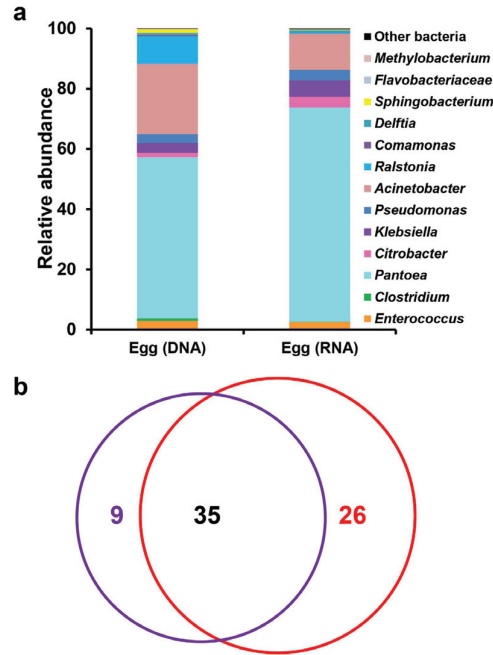 a
Relative abundance
100
80
60
40
20
0
Egg (DNA)
Egg (RNA)
Other bacteria
Methylobacterium
Flavobacteriaceae
Sphingobacterium
Delftia
Comamonas
Ralstonia
Acinetobacter
Pseudomonas
Klebsiella
Citrobacter
Pantoea
Clostridium
Enterococcus
b
9
35
26